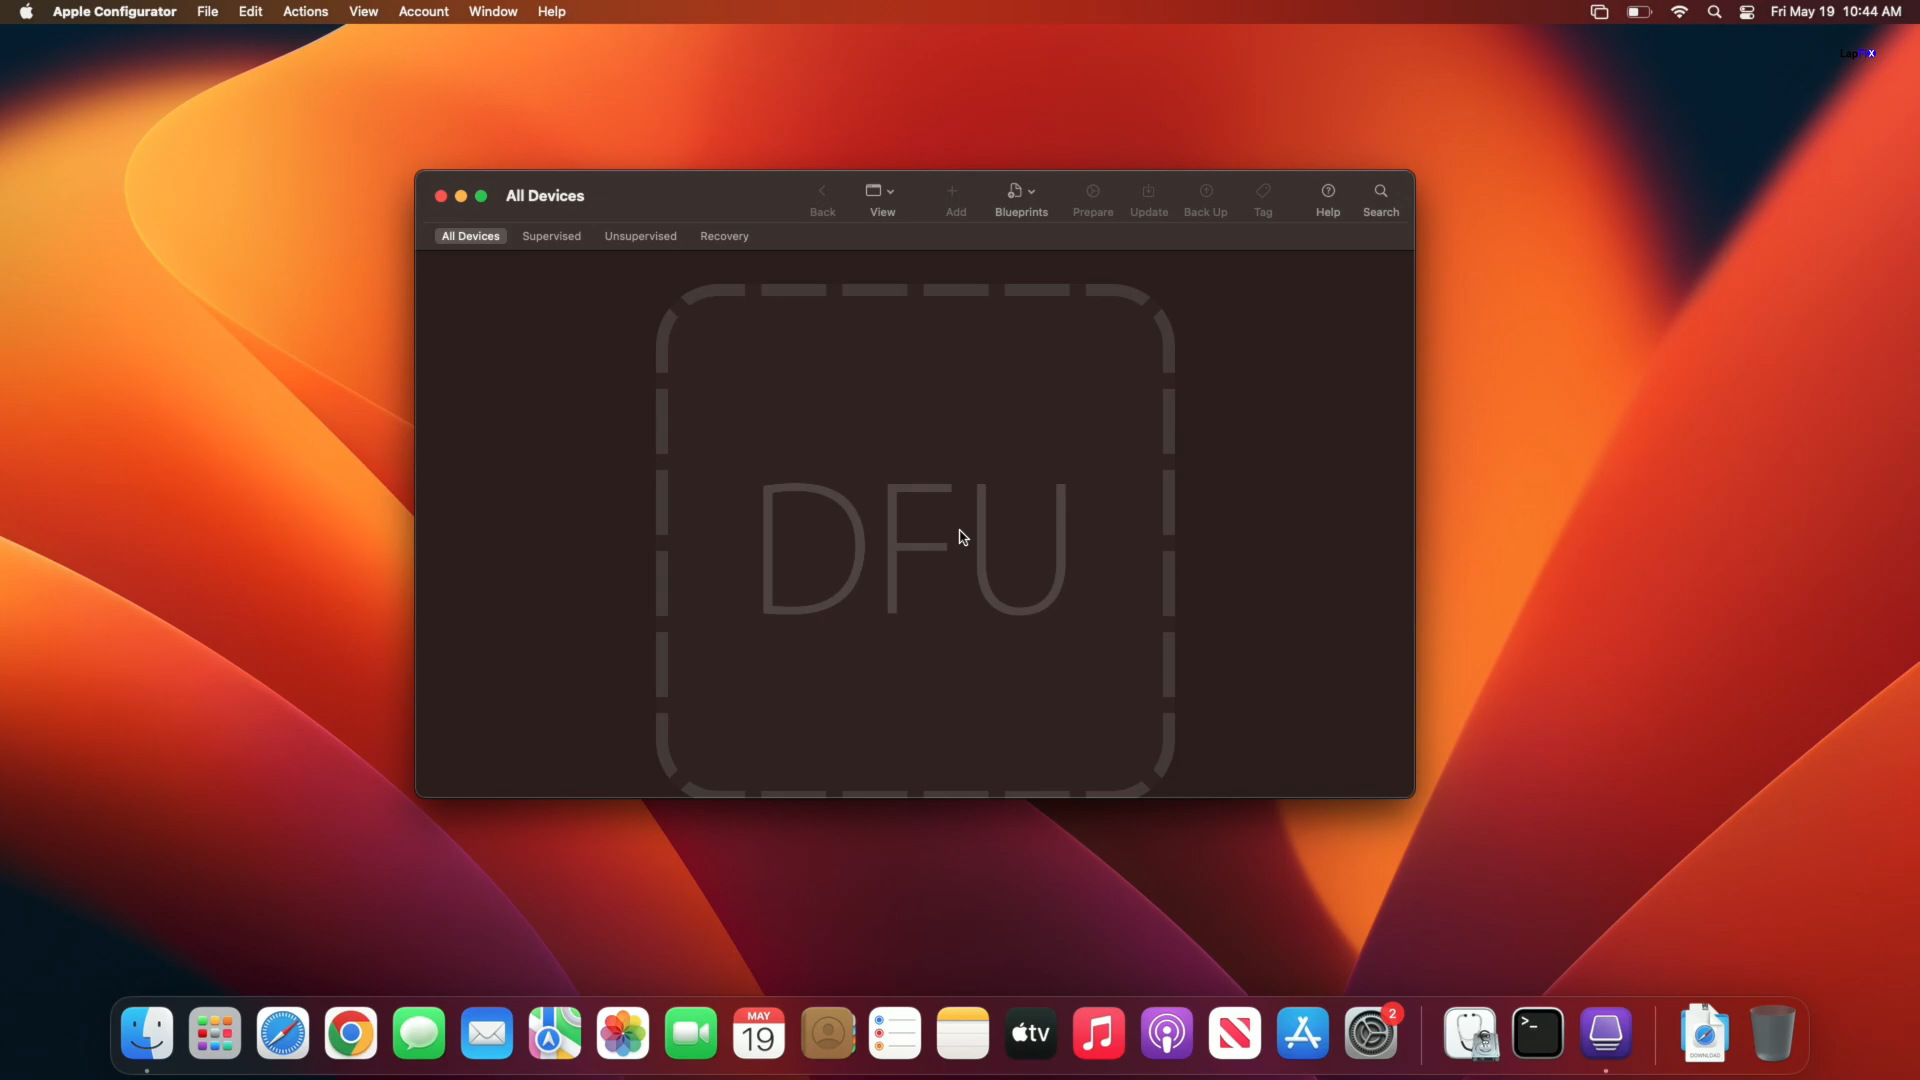 Apple Configurator File Edit Actions View Account Window Help Fri May 19 10:44 AM
Lap X
All Devices
Back View Add Blueprints Prepare Update Back Up Tag Help Search
All Devices Supervised Unsupervised Recovery
DFU
MAY
19
tv
2
>_
DOWNLOAD